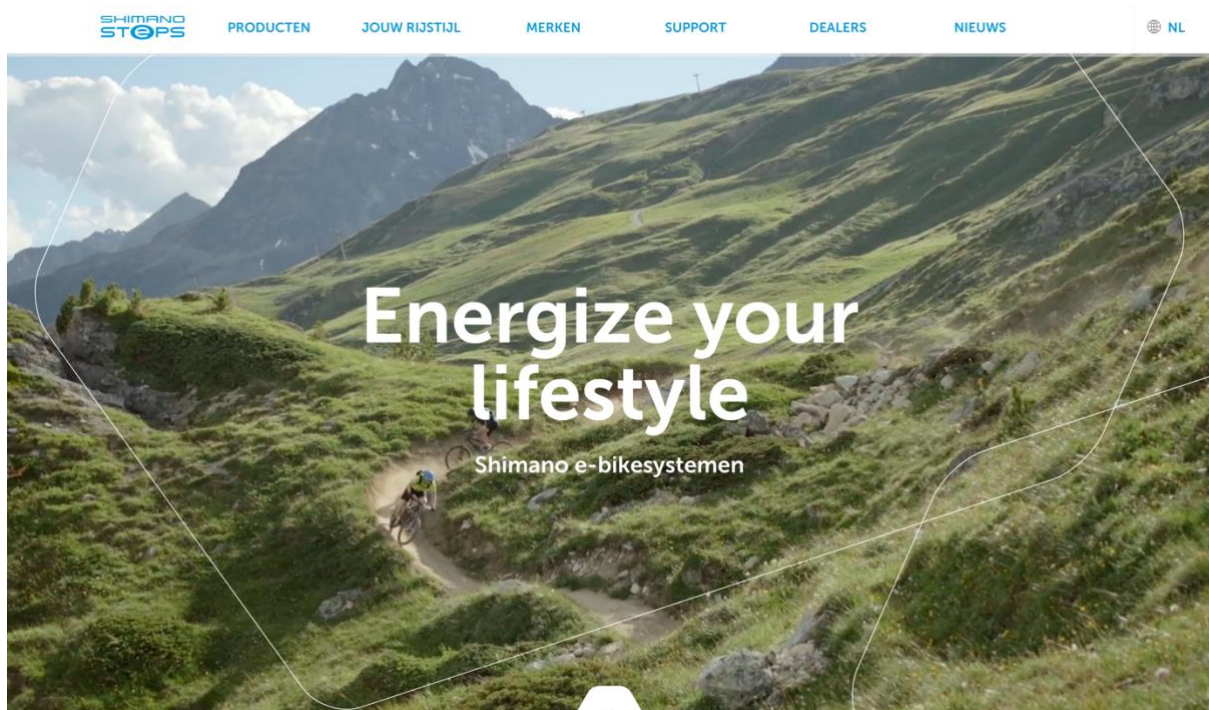 SHIMANO
STePS
PRODUCTEN JOUW RIJSTIJL MERKEN SUPPORT DEALERS NIEUWS NL
Energize your
lifestyle
Shimano e-bikesystemen